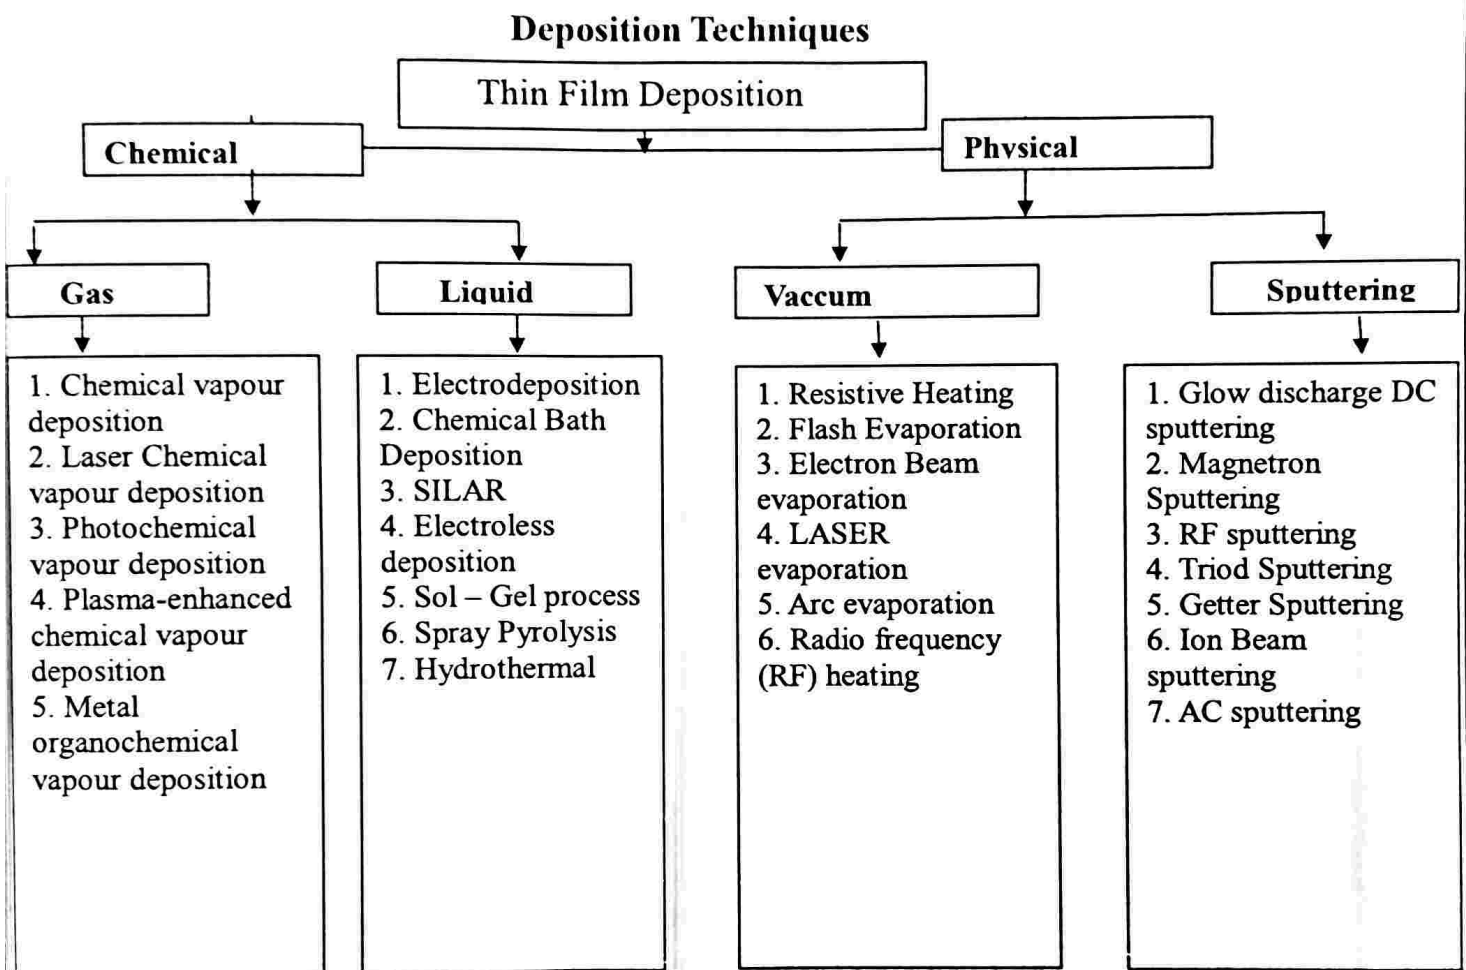 Deposition Techniques
Thin Film Deposition
Chemical
Physical
Gas
Liquid
Vaccum
Sputtering
1. Chemical vapour
deposition
2. Laser Chemical
vapour deposition
3. Photochemical
vapour deposition
4. Plasma-enhanced
chemical vapour
deposition
5. Metal
organochemical
vapour deposition
1. Electrodeposition
2. Chemical Bath
Deposition
3. SILAR
4. Electroless
deposition
5. Sol – Gel process
6. Spray Pyrolysis
7. Hydrothermal
1. Resistive Heating
2. Flash Evaporation
3. Electron Beam
evaporation
4. LASER
evaporation
5. Arc evaporation
6. Radio frequency
(RF) heating
1. Glow discharge DC
sputtering
2. Magnetron
Sputtering
3. RF sputtering
4. Triod Sputtering
5. Getter Sputtering
6. Ion Beam
sputtering
7. AC sputtering